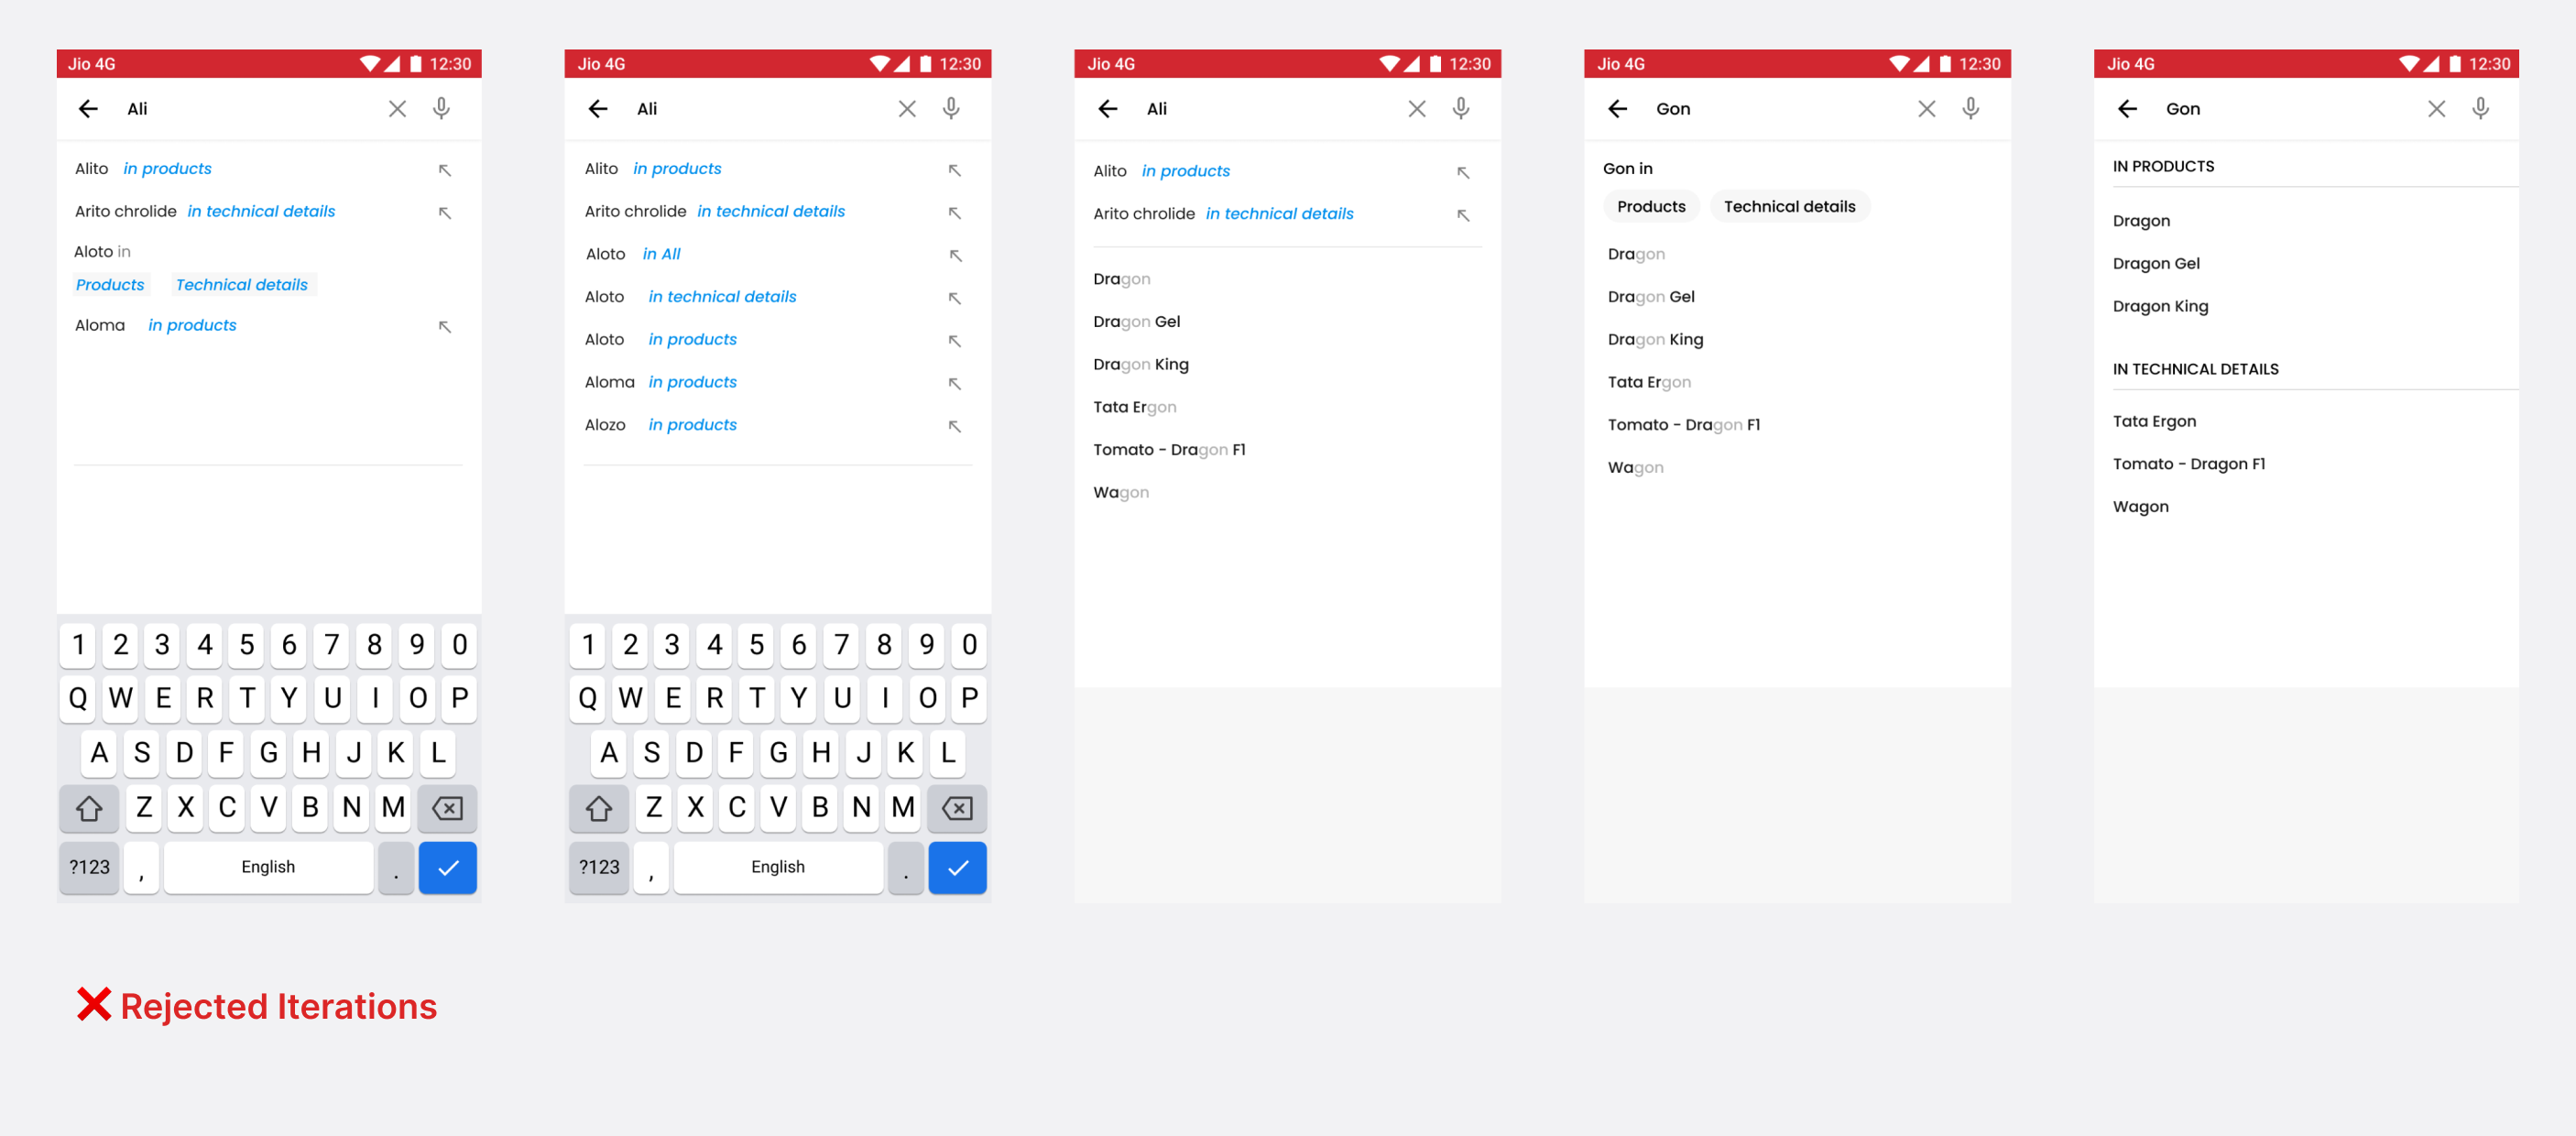 Jio 4G 12:30
Ali
Alito in products
Arito chrolide in technical details
Aloto in
Products Technical details
Aloma in products
1 2 3 4 5 6 7 8 9 0
Q W E R T Y U I O P
A S D F G H J K L
Z X C V B N M
?123 , English .
Jio 4G 12:30
Ali
Alito in products
Arito chrolide in technical details
Aloto in All
Aloto in technical details
Aloto in products
Aloma in products
Alozo in products
1 2 3 4 5 6 7 8 9 0
Q W E R T Y U I O P
A S D F G H J K L
Z X C V B N M
?123 , English .
Jio 4G 12:30
Ali
Alito in products
Arito chrolide in technical details
Dragon
Dragon Gel
Dragon King
Tata Ergon
Tomato - Dragon F1
Wagon
Jio 4G 12:30
Gon
Gon in
Products Technical details
Dragon
Dragon Gel
Dragon King
Tata Ergon
Tomato - Dragon F1
Wagon
Jio 4G 12:30
Gon
IN PRODUCTS
Dragon
Dragon Gel
Dragon King
IN TECHNICAL DETAILS
Tata Ergon
Tomato - Dragon F1
Wagon
Rejected Iterations